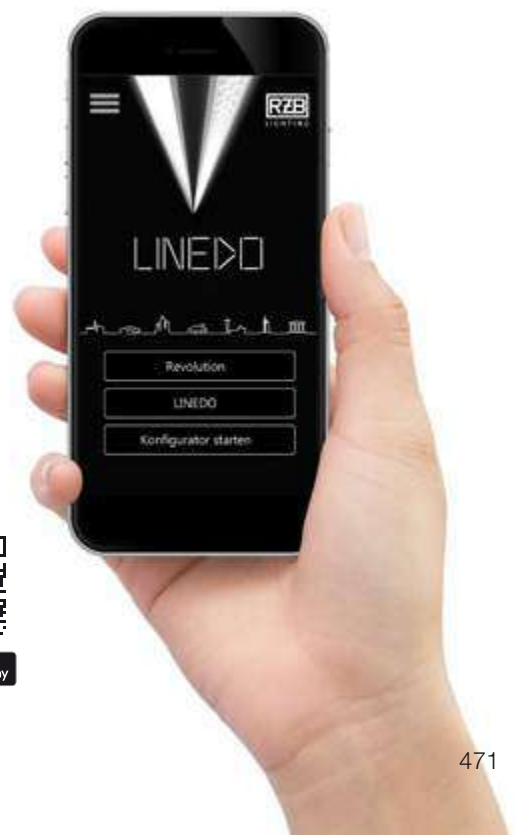 RZB
LIGHTING
LINEDO
Revolution
LINEDO
Konfigurator starten
471